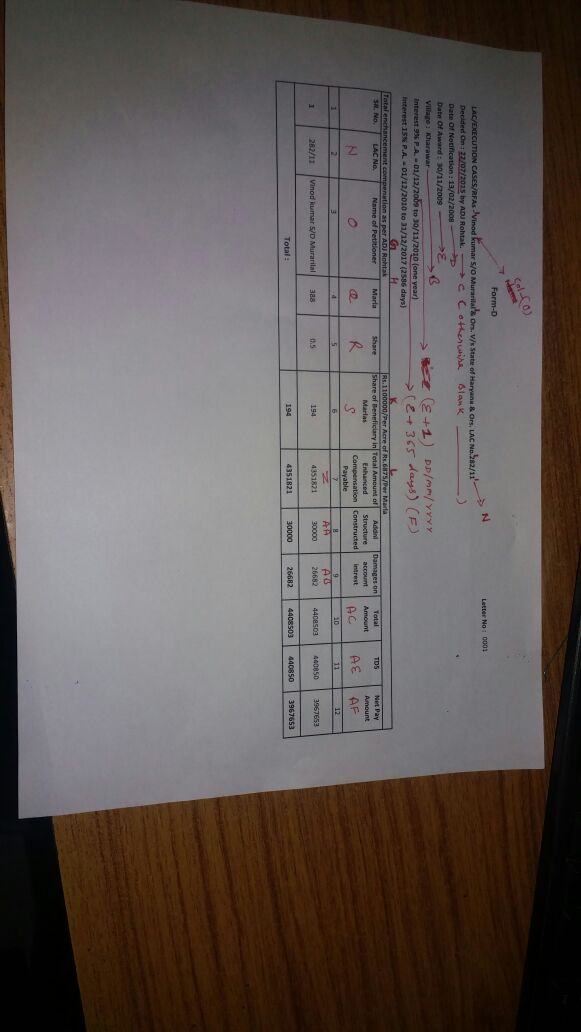 Col-(O)
Form-D
Letter No : 0001
LAC/EXECUTION CASES/RFAs Vinod kumar S/O Murarilal & Ors. V/s State of Haryana & Ors. LAC No.282/11 N
Decided On : 22/07/2015 by ADJ Rohtak. C ( otherwise Blank ________ )
Date Of Notification : 13/02/2008 D
Date Of Award : 30/11/2009 E
Village : Kharawar B
(E+1) DD/MM/YYYY
Interest 9% P.A. = 01/12/2009 to 30/11/2010 (one year)
(E+365 days) (F)
Interest 15% P.A. = 01/12/2010 to 31/12/2017 (2586 days)
G H K L
Total enchancement compenation as per ADJ Rohtak Rs.1100000/Per Acre of Rs.6875/Per Marla
SR. No. LAC No. Name of Petitioner Marla Share Share of Beneficiary in Marlas Total Amount of Enhanced Compensation Payable Addnl Structure Constructed Damages on account intrest Total Amount TDS Net Pay Amount
N O Q R S Z AA AB AC AE AF
1 2 3 4 5 6 7 8 9 10 11 12
1 282/11 Vinod kumar S/O Murarilal 388 0.5 194 4351821 30000 26682 4408503 440850 3967653
Total : 194 4351821 30000 26682 4408503 440850 3967653